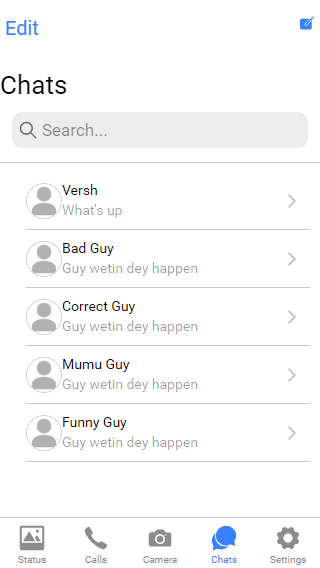 Edit
Chats
Search...
Versh
What's up
Bad Guy
Guy wetin dey happen
Correct Guy
Guy wetin dey happen
Mumu Guy
Guy wetin dey happen
Funny Guy
Guy wetin dey happen
Status Calls Camera Chats Settings